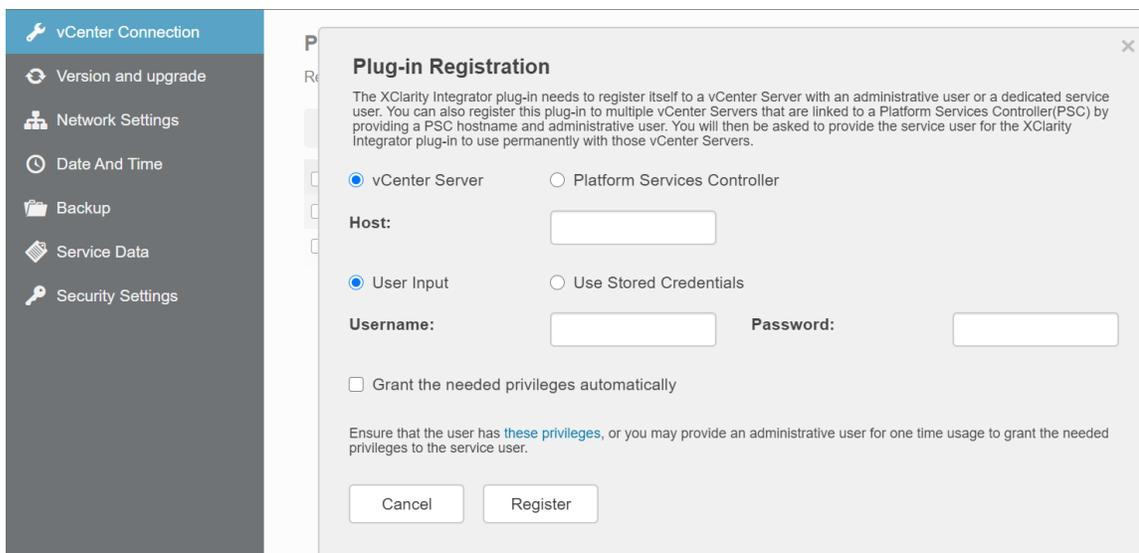 vCenter Connection
Version and upgrade
Network Settings
Date And Time
Backup
Service Data
Security Settings
P
Re
Plug-in Registration
The XClarity Integrator plug-in needs to register itself to a vCenter Server with an administrative user or a dedicated service
user. You can also register this plug-in to multiple vCenter Servers that are linked to a Platform Services Controller(PSC) by
providing a PSC hostname and administrative user. You will then be asked to provide the service user for the XClarity
Integrator plug-in to use permanently with those vCenter Servers.
vCenter Server Platform Services Controller
Host:
User Input Use Stored Credentials
Username: Password:
Grant the needed privileges automatically
Ensure that the user has these privileges, or you may provide an administrative user for one time usage to grant the needed
privileges to the service user.
Cancel Register